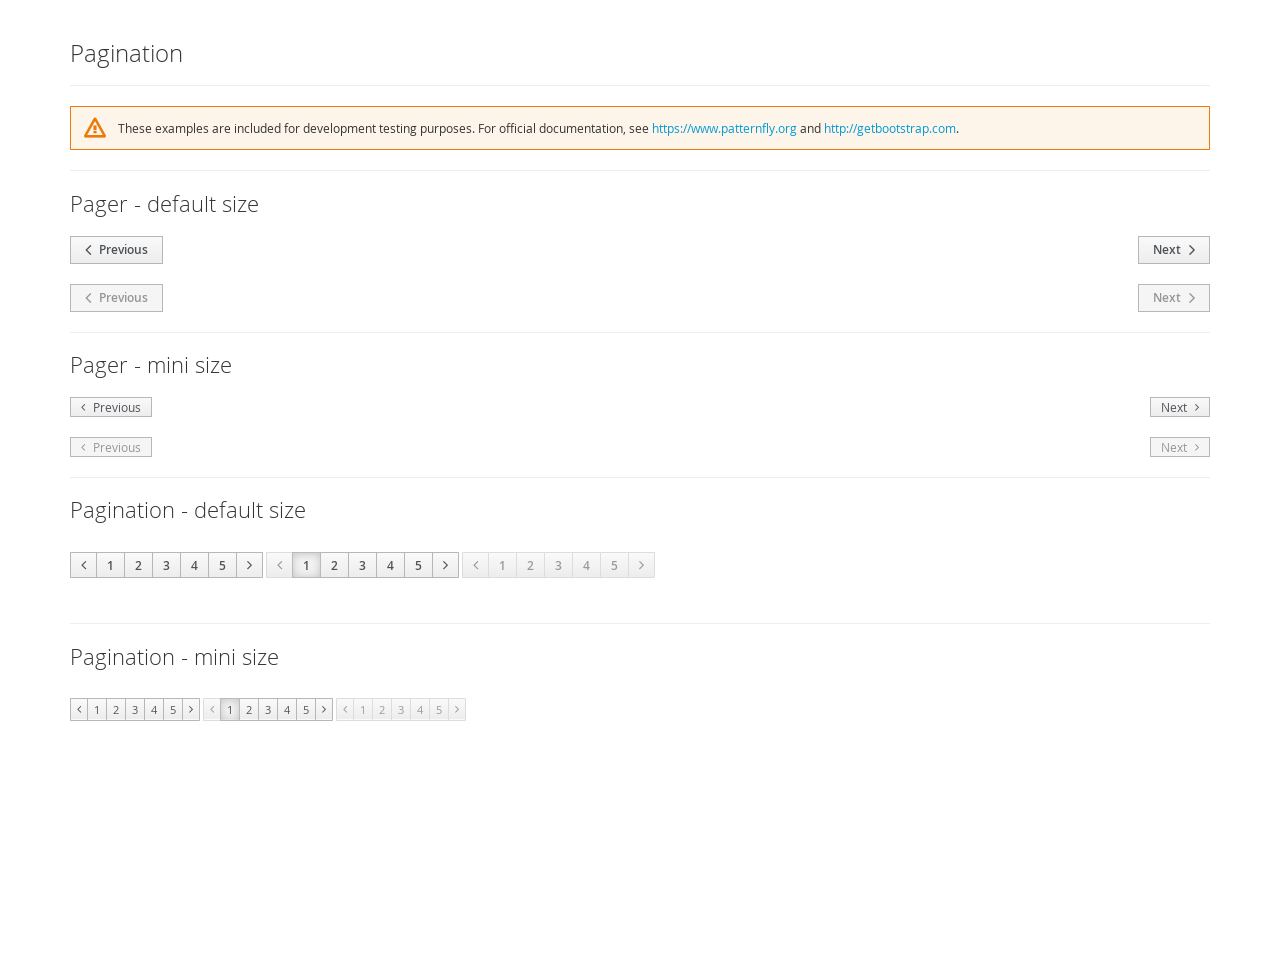 Pagination
These examples are included for development testing purposes. For official documentation, see https://www.patternfly.org and http://getbootstrap.com.
Pager - default size
Previous Next
Previous Next
Pager - mini size
Previous Next
Previous Next
Pagination - default size
1 2 3 4 5 1 2 3 4 5 1 2 3 4 5
Pagination - mini size
1 2 3 4 5 1 2 3 4 5 1 2 3 4 5